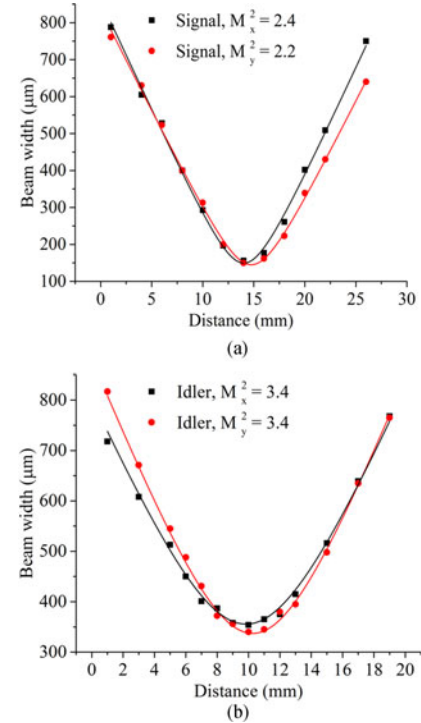 Signal, M²x = 2.4
Signal, M²y = 2.2
Beam width (µm)
800
700
600
500
400
300
200
100
0 5 10 15 20 25 30
Distance (mm)
(a)
Idler, M²x = 3.4
Idler, M²y = 3.4
Beam width (µm)
800
700
600
500
400
300
0 2 4 6 8 10 12 14 16 18 20
Distance (mm)
(b)